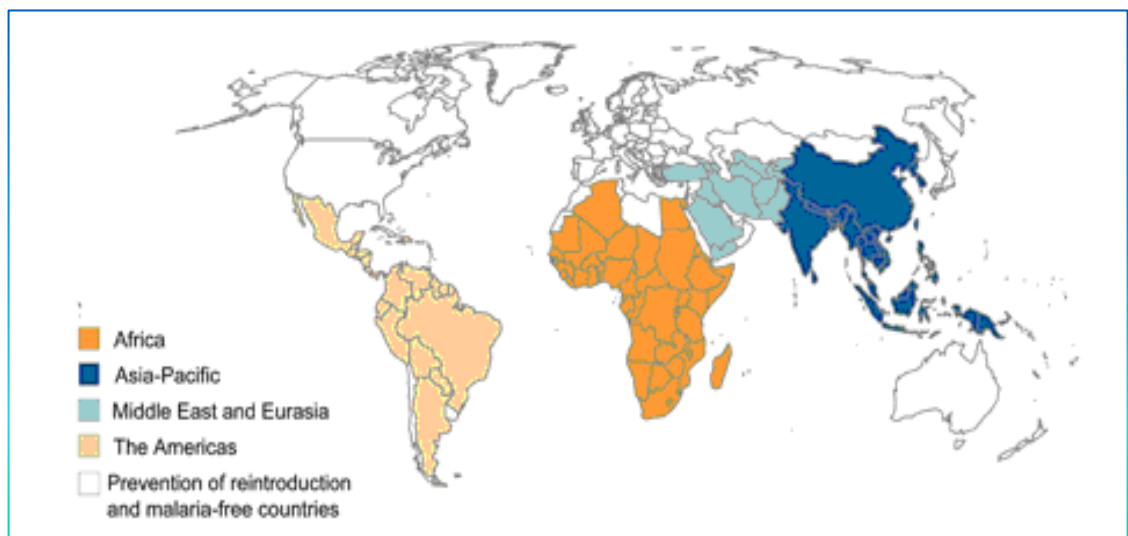 Africa
Asia-Pacific
Middle East and Eurasia
The Americas
Prevention of reintroduction
and malaria-free countries